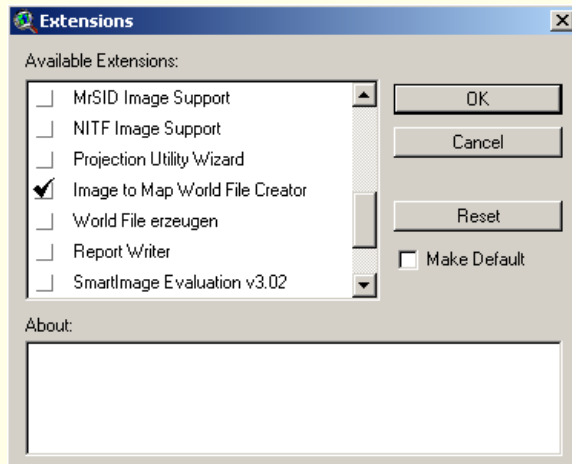 Extensions
Available Extensions:
MrSID Image Support
NITF Image Support
Projection Utility Wizard
Image to Map World File Creator
World File erzeugen
Report Writer
SmartImage Evaluation v3.02
OK
Cancel
Reset
Make Default
About: